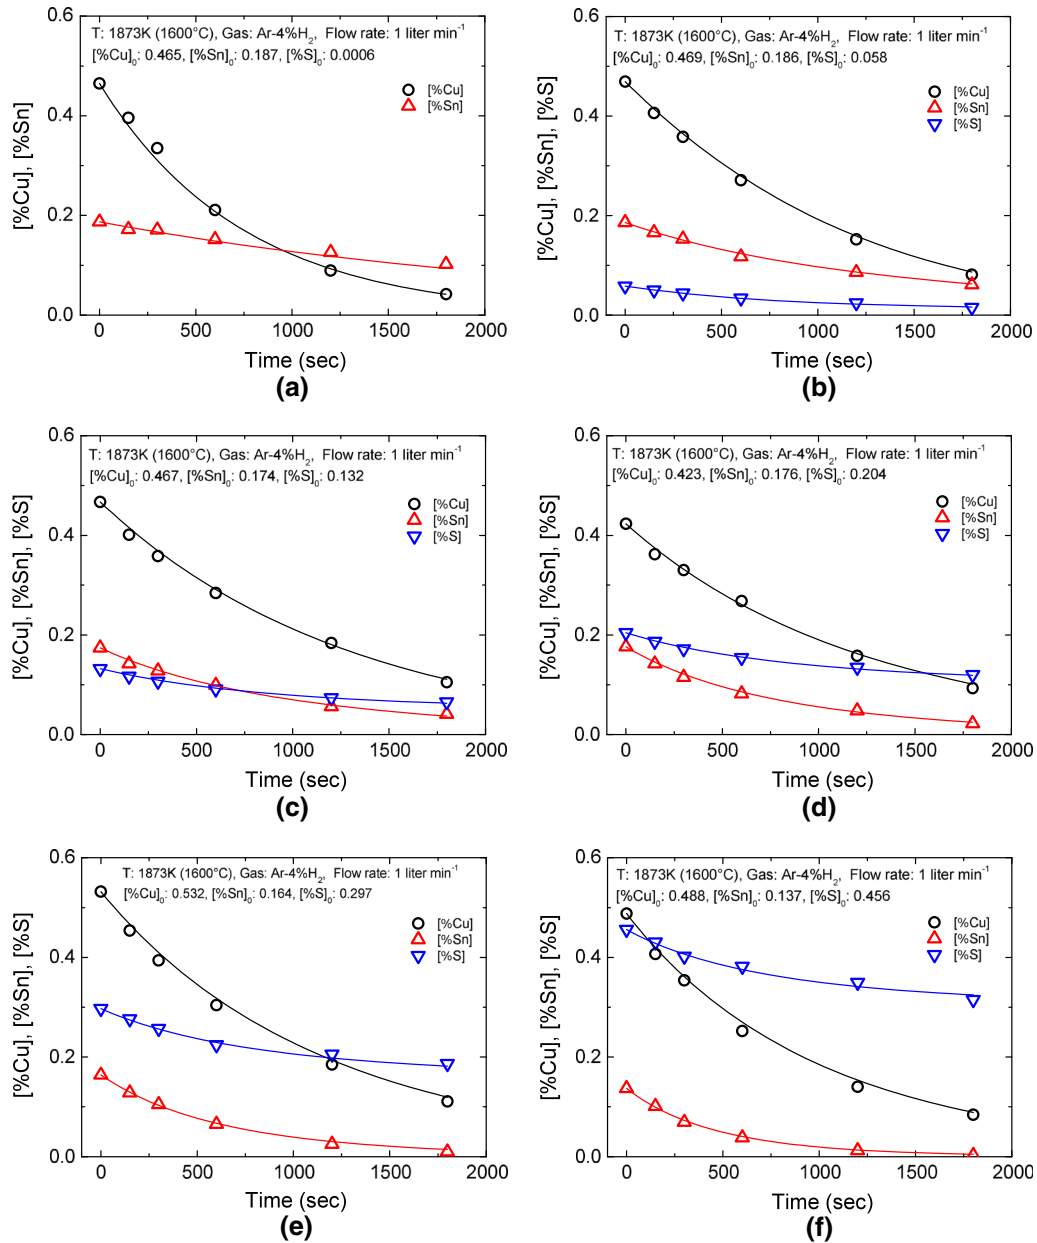 T: 1873K (1600°C), Gas: Ar-4%H₂, Flow rate: 1 liter min⁻¹
[%Cu]₀: 0.465, [%Sn]₀: 0.187, [%S]₀: 0.0006
[%Cu]
[%Sn]
[%Cu], [%Sn]
0.6
0.4
0.2
0.0
0 500 1000 1500 2000
Time (sec)
(a)
T: 1873K (1600°C), Gas: Ar-4%H₂, Flow rate: 1 liter min⁻¹
[%Cu]₀: 0.469, [%Sn]₀: 0.186, [%S]₀: 0.058
[%Cu]
[%Sn]
[%S]
[%Cu], [%Sn], [%S]
0.6
0.4
0.2
0.0
0 500 1000 1500 2000
Time (sec)
(b)
T: 1873K (1600°C), Gas: Ar-4%H₂, Flow rate: 1 liter min⁻¹
[%Cu]₀: 0.467, [%Sn]₀: 0.174, [%S]₀: 0.132
[%Cu]
[%Sn]
[%S]
[%Cu], [%Sn], [%S]
0.6
0.4
0.2
0.0
0 500 1000 1500 2000
Time (sec)
(c)
T: 1873K (1600°C), Gas: Ar-4%H₂, Flow rate: 1 liter min⁻¹
[%Cu]₀: 0.423, [%Sn]₀: 0.176, [%S]₀: 0.204
[%Cu]
[%Sn]
[%S]
[%Cu], [%Sn], [%S]
0.6
0.4
0.2
0.0
0 500 1000 1500 2000
Time (sec)
(d)
T: 1873K (1600°C), Gas: Ar-4%H₂, Flow rate: 1 liter min⁻¹
[%Cu]₀: 0.532, [%Sn]₀: 0.164, [%S]₀: 0.297
[%Cu]
[%Sn]
[%S]
[%Cu], [%Sn], [%S]
0.6
0.4
0.2
0.0
0 500 1000 1500 2000
Time (sec)
(e)
T: 1873K (1600°C), Gas: Ar-4%H₂, Flow rate: 1 liter min⁻¹
[%Cu]₀: 0.488, [%Sn]₀: 0.137, [%S]₀: 0.456
[%Cu]
[%Sn]
[%S]
[%Cu], [%Sn], [%S]
0.6
0.4
0.2
0.0
0 500 1000 1500 2000
Time (sec)
(f)